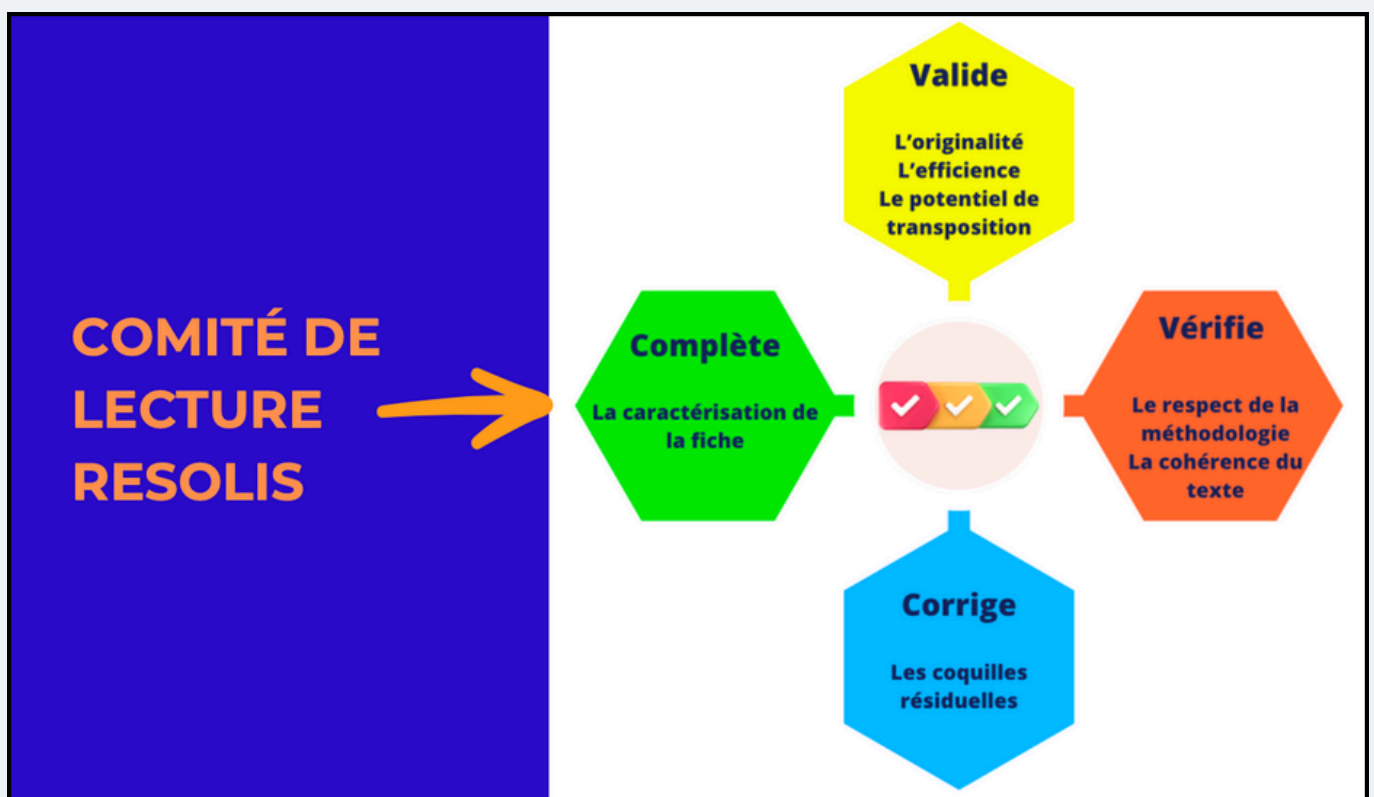 COMITÉ DE
LECTURE
RESOLIS
Valide
L'originalité
L'efficience
Le potentiel de
transposition
Complète
La caractérisation de
la fiche
Vérifie
Le respect de la
méthodologie
La cohérence du
texte
Corrige
Les coquilles
résiduelles